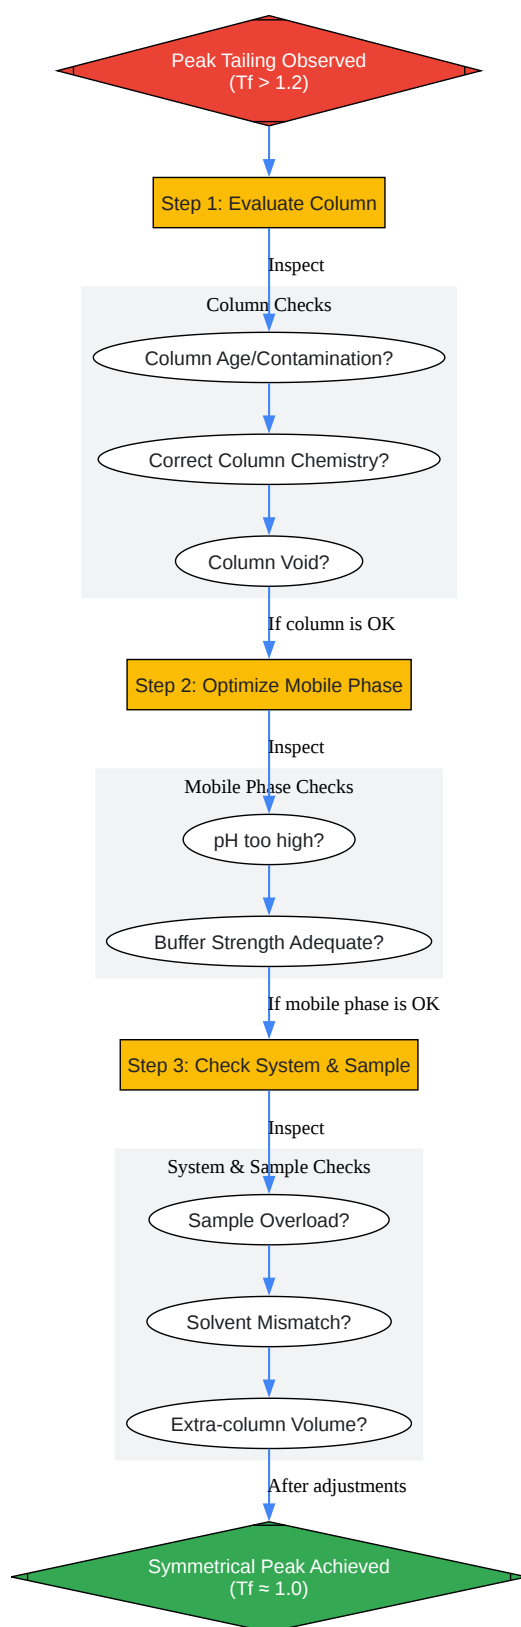 Peak Tailing Observed
(Tf > 1.2)
Step 1: Evaluate Column
Inspect
Column Checks
Column Age/Contamination?
Correct Column Chemistry?
Column Void?
If column is OK
Step 2: Optimize Mobile Phase
Inspect
Mobile Phase Checks
pH too high?
Buffer Strength Adequate?
If mobile phase is OK
Step 3: Check System & Sample
Inspect
System & Sample Checks
Sample Overload?
Solvent Mismatch?
Extra-column Volume?
After adjustments
Symmetrical Peak Achieved
(Tf ≈ 1.0)